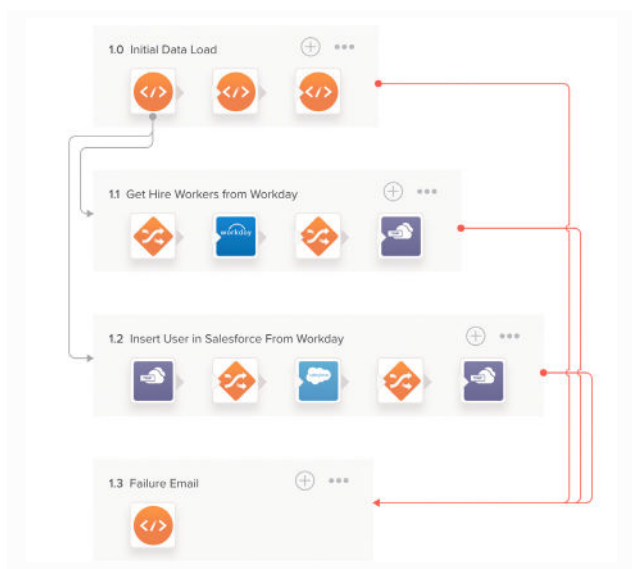 1.0 Initial Data Load
</>
</>
</>
1.1 Get Hire Workers from Workday
workday
1.2 Insert User in Salesforce From Workday
salesforce
1.3 Failure Email
</>